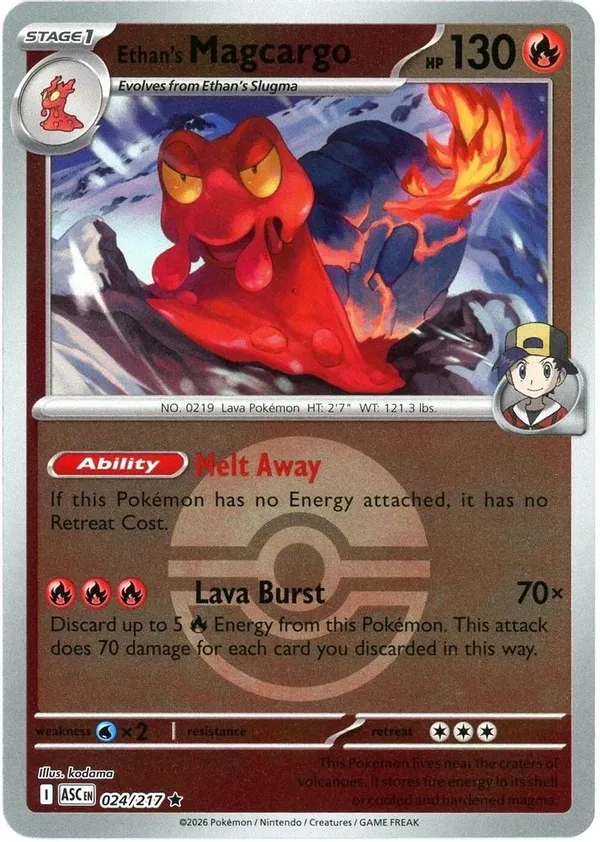 STAGE 1
Ethan's Magcargo
HP 130
Evolves from Ethan's Slugma
NO. 0219 Lava Pokémon HT: 2'7" WT: 121.3 lbs.
Ability Melt Away
If this Pokémon has no Energy attached, it has no
Retreat Cost.
Lava Burst 70×
Discard up to 5 Energy from this Pokémon. This attack
does 70 damage for each card you discarded in this way.
weakness ×2 resistance retreat
This Pokémon lives near the craters of
volcanoes. It stores fire energy in its shell
of cooled and hardened magma.
Illus. kodama
I ASC EN 024/217 ★
©2026 Pokémon / Nintendo / Creatures / GAME FREAK